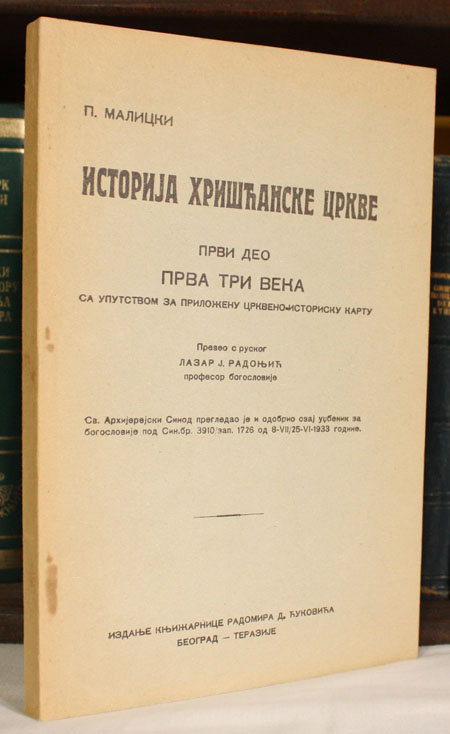 П. МАЛИЦКИ
ИСТОРИЈА ХРИШЋАНСКЕ ЦРКВЕ
ПРВИ ДЕО
ПРВА ТРИ ВЕКА
СА УПУТСТВОМ ЗА ПРИЛОЖЕНУ ЦРКВЕНО-ИСТОРИСКУ КАРТУ
Превео с руског
ЛАЗАР Ј. РАДОЊИЋ
професор богословије
Св. Архијерејски Синод прегледао је и одобрио овај уџбеник за
богословије под Син.бр. 3910/зап. 1726 од 8-VII/25-VI-1933 године.
ИЗДАЊЕ КЊИЖАРНИЦЕ РАДОМИРА Д. ЋУКОВИЋА
БЕОГРАД — ТЕРАЗИЈЕ